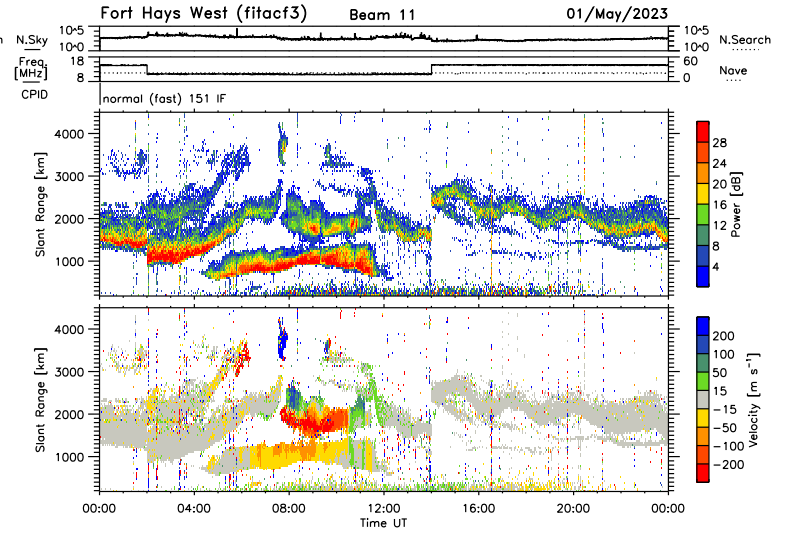 Fort Hays West (fitacf3) Beam 11 01/May/2023
N.Sky 10^5 10^0 10^5 10^0 N.Search
Freq. [MHz] 18 8 60 0 Nave
CPID normal (fast) 151 IF
Slant Range [km] 4000 3000 2000 1000
28 24 20 16 12 8 4 Power [dB]
Slant Range [km] 4000 3000 2000 1000
200 100 50 15 −15 −50 −100 −200 Velocity [m s⁻¹]
00:00 04:00 08:00 12:00 16:00 20:00 00:00
Time UT